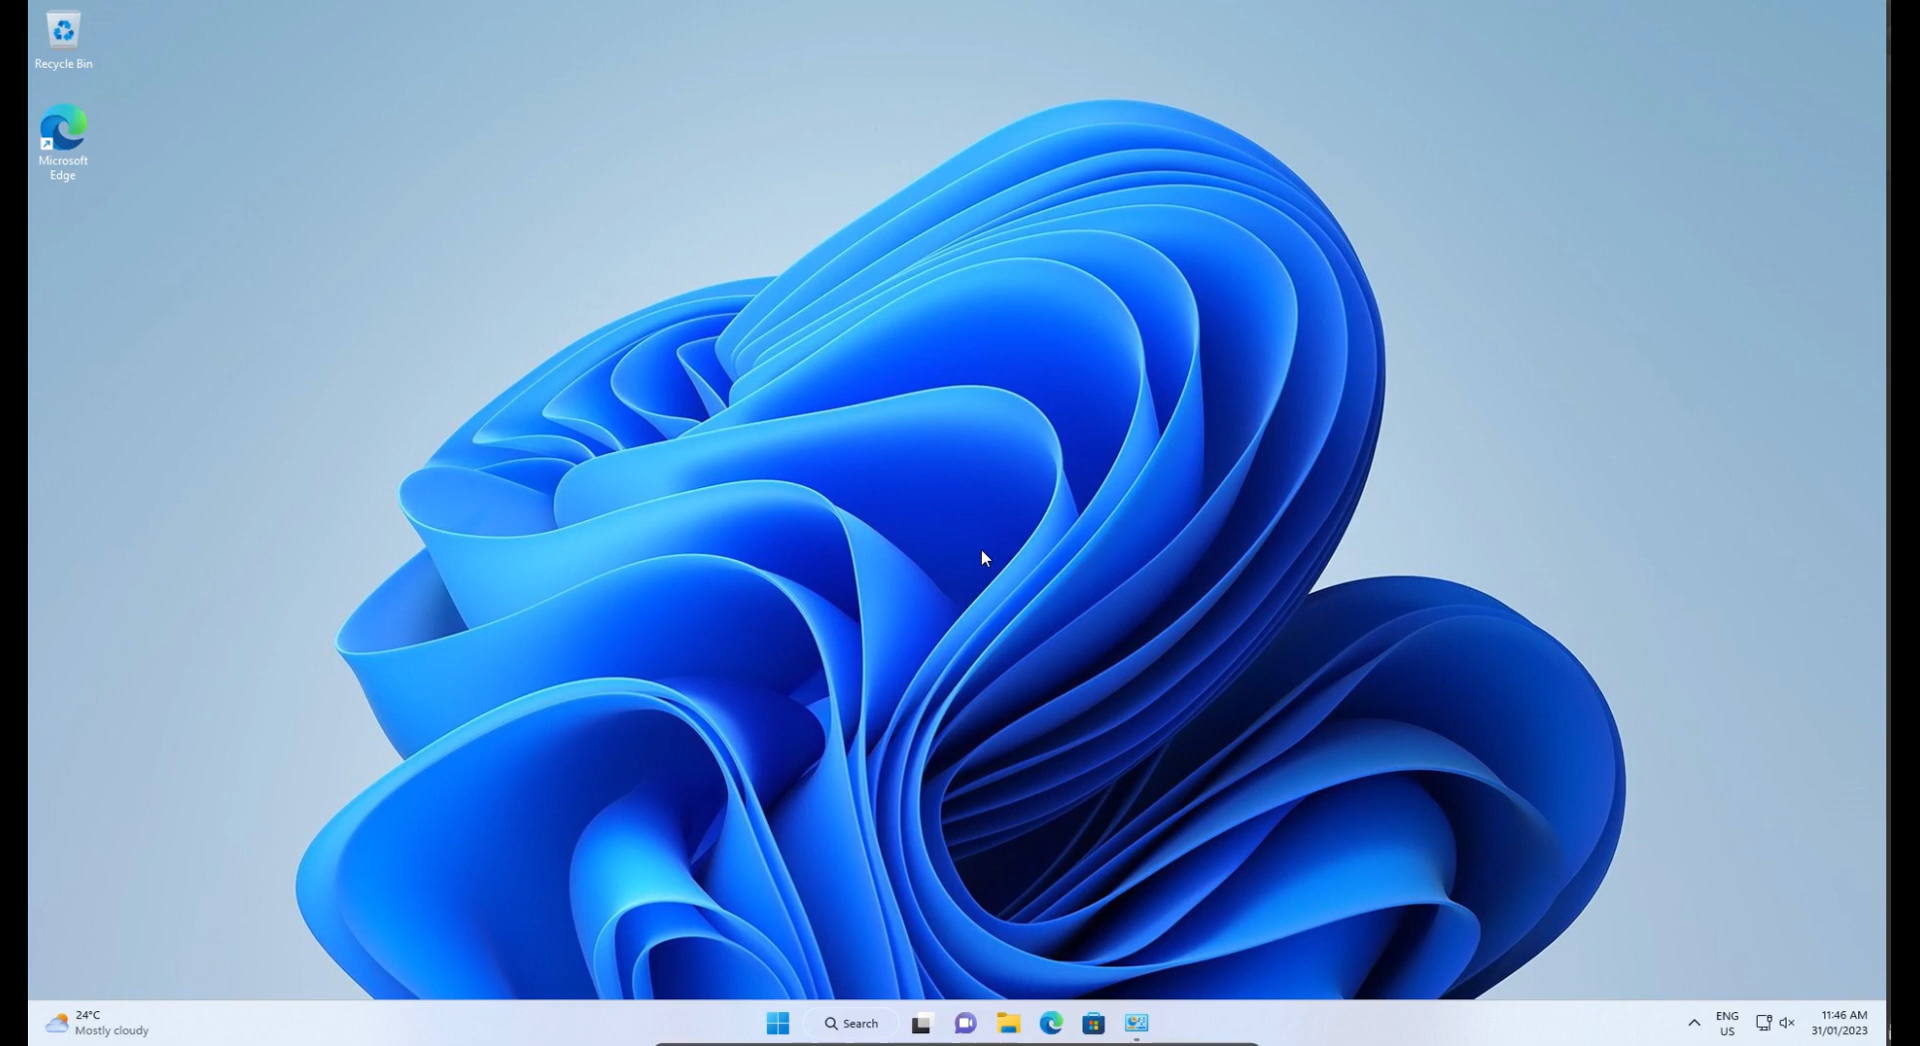 Recycle Bin
Microsoft
Edge
24°C
Mostly cloudy
Search
ENG
US
11:46 AM
31/01/2023